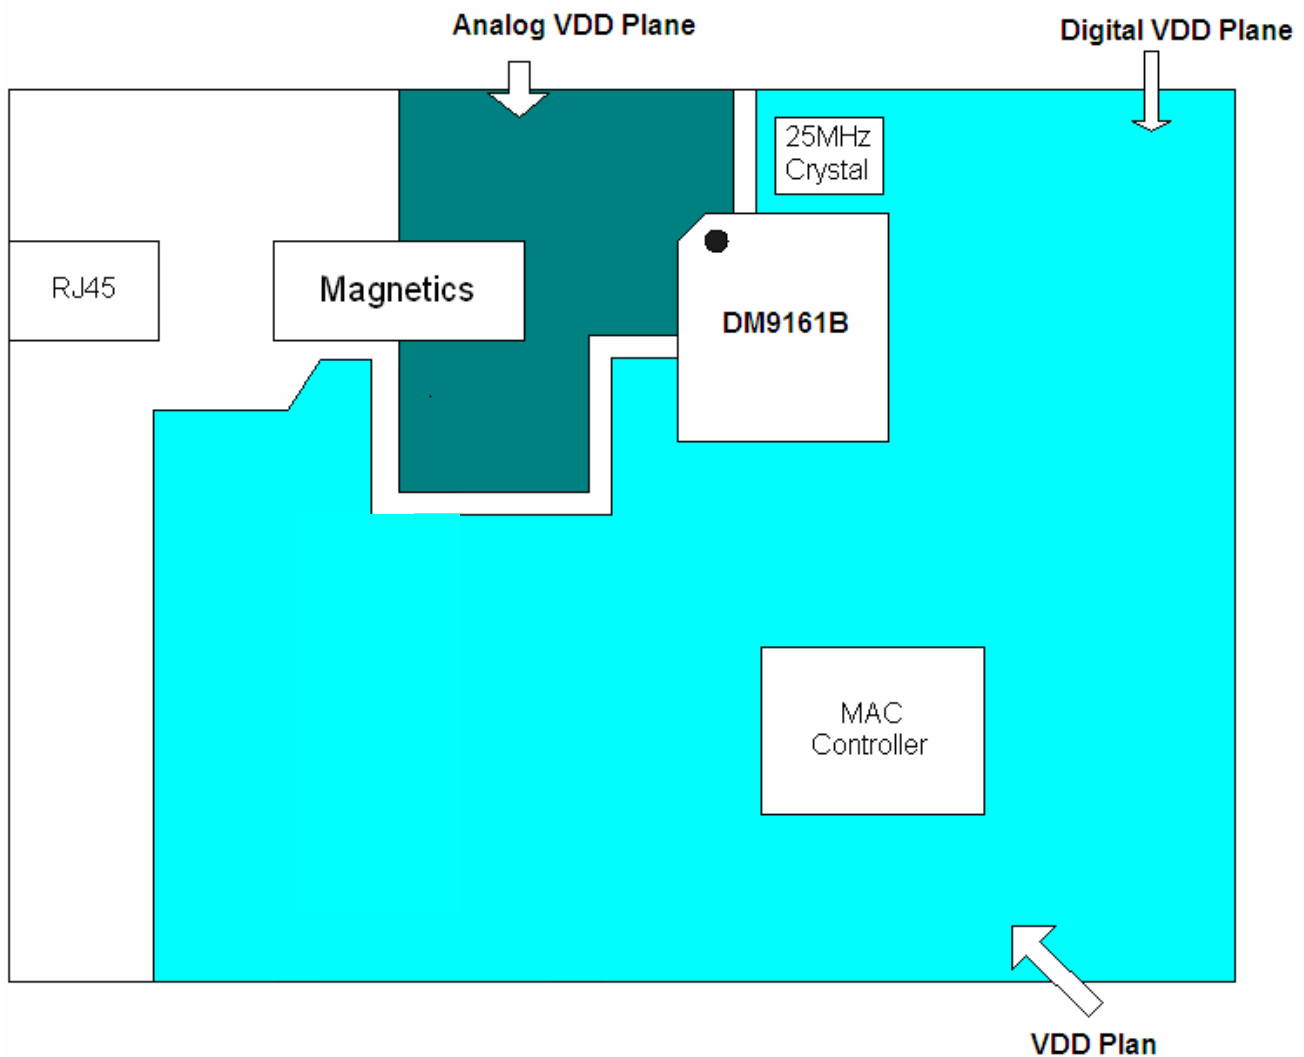 Analog VDD Plane
Digital VDD Plane
25MHz
Crystal
RJ45
Magnetics
DM9161B
MAC
Controller
VDD Plan